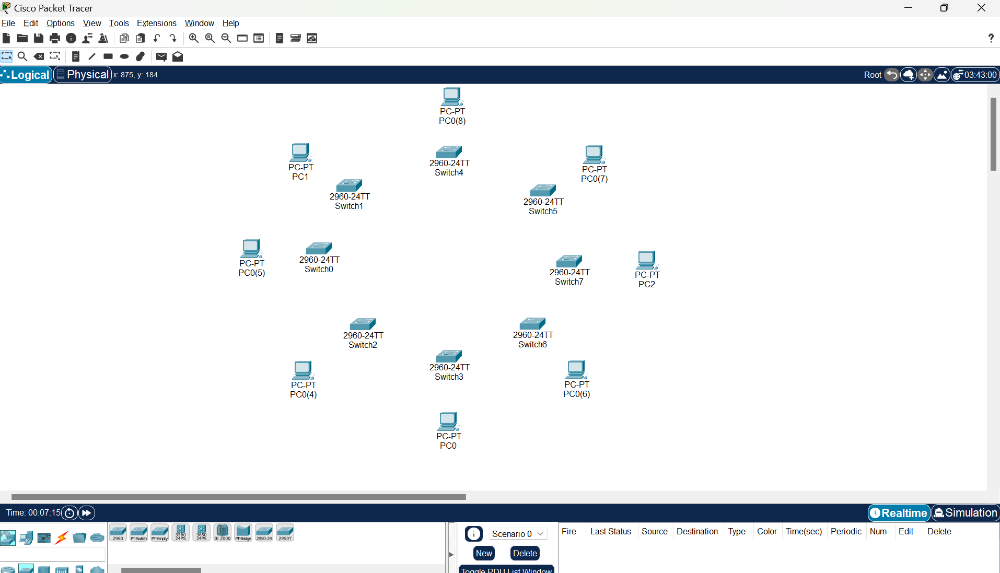 Cisco Packet Tracer
File Edit Options View Tools Extensions Window Help
?
Logical Physical x: 875, y: 184 Root 03:43:00
PC-PT
PC0(8)
PC-PT
PC1
2960-24TT
Switch4
PC-PT
PC0(7)
2960-24TT
Switch1
2960-24TT
Switch5
PC-PT
PC0(5)
2960-24TT
Switch0
2960-24TT
Switch7
PC-PT
PC2
2960-24TT
Switch2
2960-24TT
Switch6
2960-24TT
Switch3
PC-PT
PC0(4)
PC-PT
PC0(6)
PC-PT
PC0
Time: 00:07:15 Realtime Simulation
2960 PT-Switch PT-Empty 3560 24PS 3650 24PS IE 2000 PT-Bridge 2950-24 2950T
Scenario 0
New Delete
Toggle PDU List Window
Fire Last Status Source Destination Type Color Time(sec) Periodic Num Edit Delete